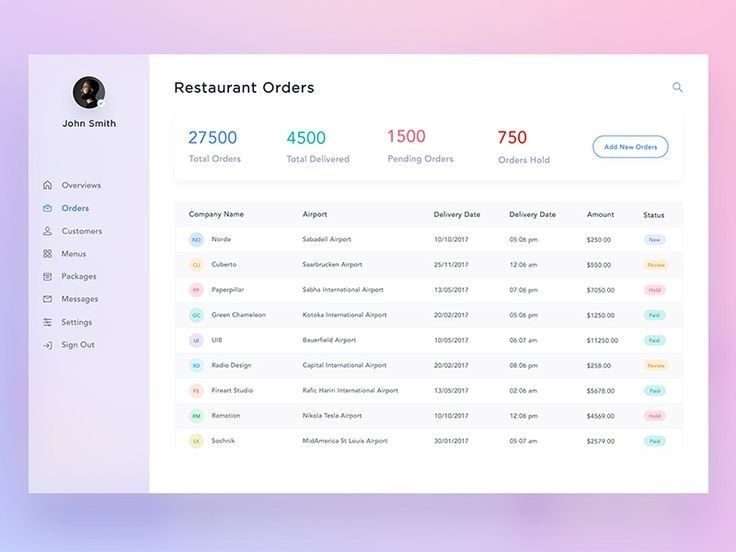 John Smith
Overviews
Orders
Customers
Menus
Packages
Messages
Settings
Sign Out
Restaurant Orders
27500 4500 1500 750
Total Orders Total Delivered Pending Orders Orders Hold
Add New Orders
Company Name Airport Delivery Date Delivery Date Amount Status
NO Norde Sabadell Airport 10/10/2017 05:06 pm $250.00 New
CU Cuberto Saarbrucken Airport 25/11/2017 12:06 am $550.00 Review
PP Paperpillar Sabha International Airport 13/05/2017 07:06 pm $7050.00 Hold
GC Green Chameleon Kotoka International Airport 20/02/2017 05:06 pm $1250.00 Paid
UI UI8 Bauerfield Airport 10/05/2017 06:07 am $11250.00 Paid
RD Radio Design Capital International Airport 20/02/2017 08:06 pm $258.00 Review
FS Fireart Studio Rafic Hariri International Airport 13/05/2017 02:06 am $5678.00 Paid
RM Ramotion Nikola Tesla Airport 10/10/2017 12:06 pm $4569.00 Hold
SK Sochnik MidAmerica St Louis Airport 30/01/2017 05:07 am $2579.00 Paid